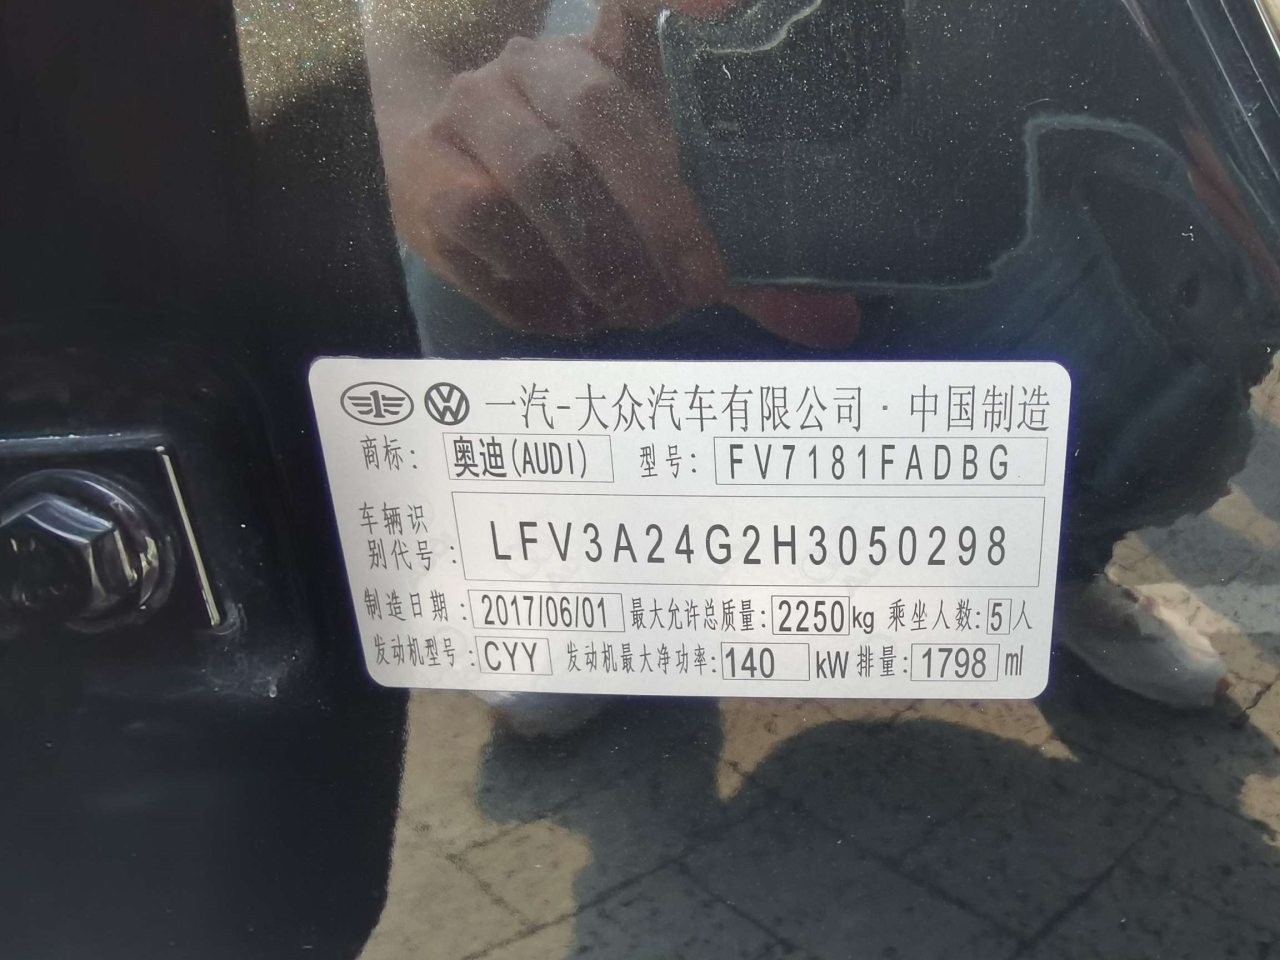 一汽-大众汽车有限公司·中国制造
商标: 奥迪(AUDI) 型号: FV7181FADBG
车辆识别代号: LFV3A24G2H3050298
制造日期: 2017/06/01 最大允许总质量: 2250kg 乘坐人数: 5人
发动机型号: CYY 发动机最大净功率: 140 kW 排量: 1798 ml